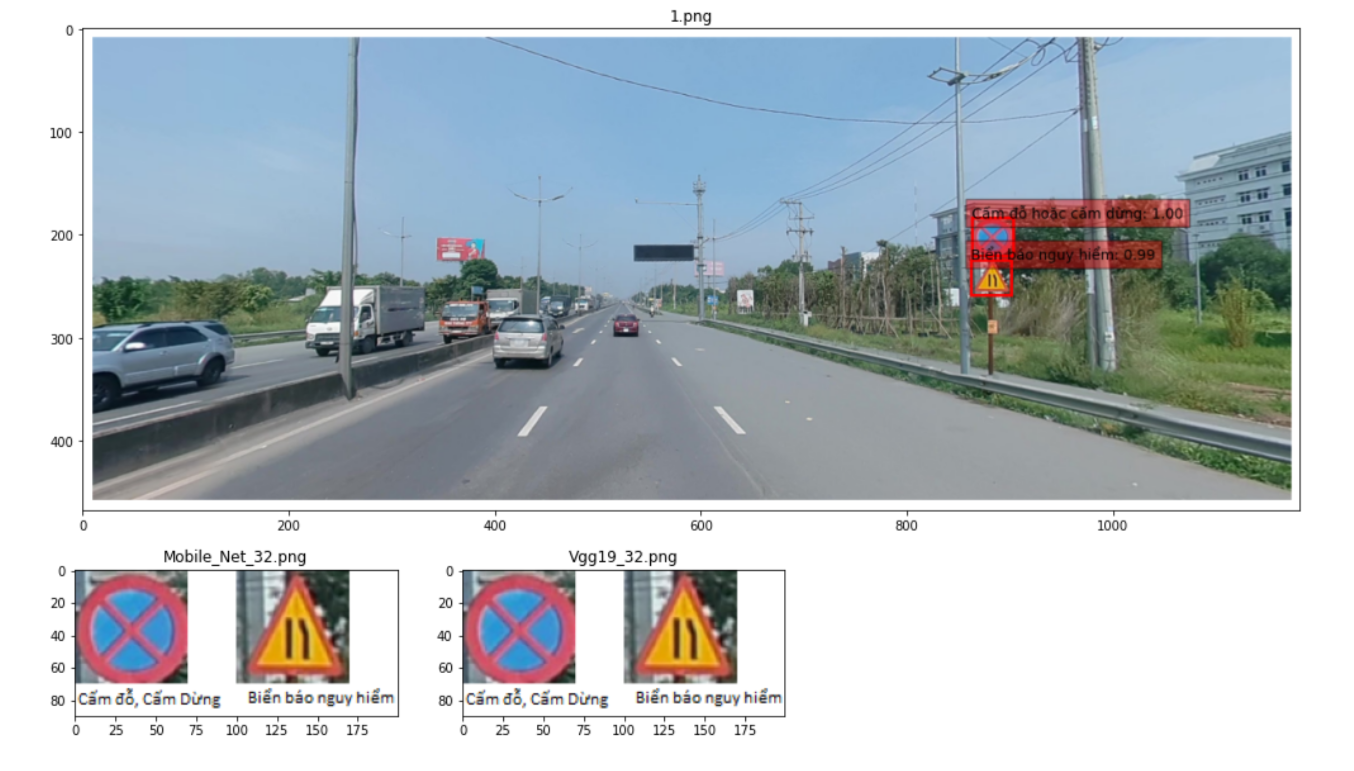 1.png
0
100
200
300
400
Cấm đỗ hoặc cấm dừng: 1.00
Biển báo nguy hiểm: 0.99
0 200 400 600 800 1000
Mobile_Net_32.png
0
20
40
60
80
Cấm đỗ, Cấm Dừng Biển báo nguy hiểm
0 25 50 75 100 125 150 175
Vgg19_32.png
0
20
40
60
80
Cấm đỗ, Cấm Dừng Biển báo nguy hiểm
0 25 50 75 100 125 150 175